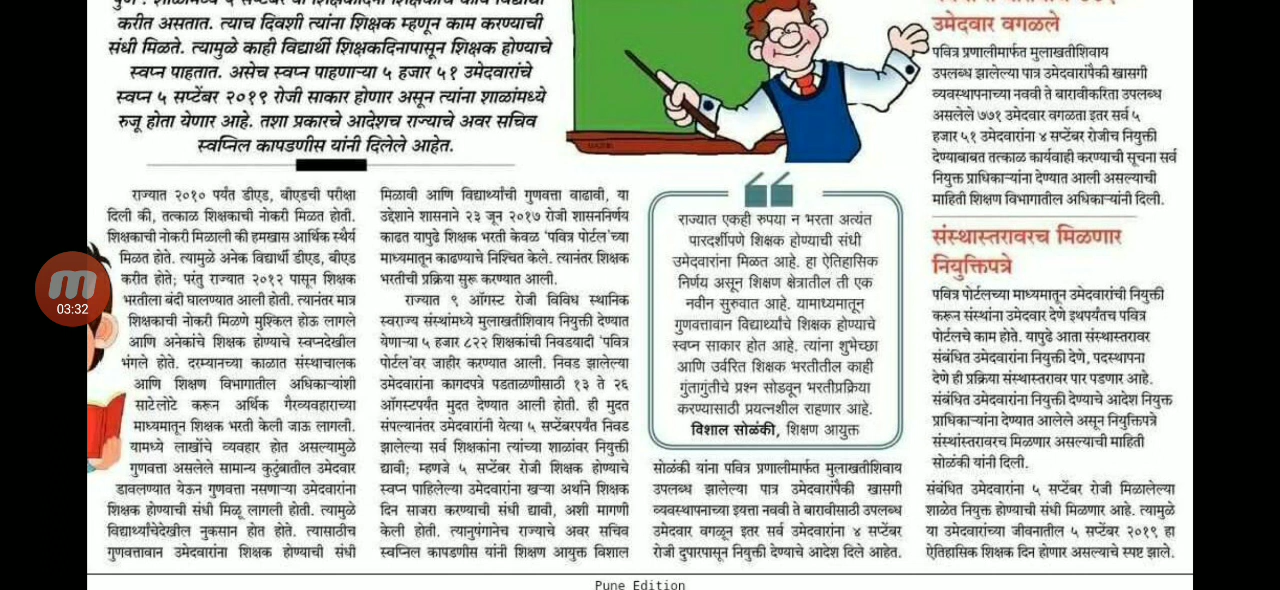 करीत असतात. त्याच दिवशी त्यांना शिक्षक म्हणून काम करण्याची
संधी मिळते. त्यामुळे काही विद्यार्थी शिक्षकदिनापासून शिक्षक होण्याचे
स्वप्न पाहतात. असेच स्वप्न पाहणाऱ्या ५ हजार ५१ उमेदवारांचे
स्वप्न ५ सप्टेंबर २०१९ रोजी साकार होणार असून त्यांना शाळांमध्ये
रुजू होता येणार आहे. तशा प्रकारचे आदेशच राज्याचे अवर सचिव
स्वप्निल कापडणीस यांनी दिलेले आहेत.
राज्यात २०१० पर्यंत डीएड, बीएडची परीक्षा
दिली की, तत्काळ शिक्षकाची नोकरी मिळत होती.
शिक्षकाची नोकरी मिळाली की हमखास आर्थिक स्थैर्य
मिळत होते. त्यामुळे अनेक विद्यार्थी डीएड, बीएड
करीत होते; परंतु राज्यात २०१२ पासून शिक्षक
भरतीला बंदी घालण्यात आली होती. त्यानंतर मात्र
शिक्षकाची नोकरी मिळणे मुश्किल होऊ लागले
आणि अनेकांचे शिक्षक होण्याचे स्वप्नदेखील
भंगले होते. दरम्यानच्या काळात संस्थाचालक
आणि शिक्षण विभागातील अधिकाऱ्यांशी
साटेलोटे करून अर्थिक गैरव्यवहाराच्या
माध्यमातून शिक्षक भरती केली जाऊ लागली.
यामध्ये लाखोंचे व्यवहार होत असल्यामुळे
गुणवत्ता असलेले सामान्य कुटुंबातील उमेदवार
डावलण्यात येऊन गुणवत्ता नसणाऱ्या उमेदवारांना
शिक्षक होण्याची संधी मिळू लागली होती. त्यामुळे
विद्यार्थ्यांचेदेखील नुकसान होत होते. त्यासाठीच
गुणवत्तावान उमेदवारांना शिक्षक होण्याची संधी
मिळावी आणि विद्यार्थ्यांची गुणवत्ता वाढावी, या
उद्देशाने शासनाने २३ जून २०१७ रोजी शासननिर्णय
काढत यापुढे शिक्षक भरती केवळ 'पवित्र पोर्टल'च्या
माध्यमातून काढण्याचे निश्चित केले. त्यानंतर शिक्षक
भरतीची प्रक्रिया सुरू करण्यात आली.
राज्यात ९ ऑगस्ट रोजी विविध स्थानिक
स्वराज्य संस्थांमध्ये मुलाखतीशिवाय नियुक्ती देण्यात
येणाऱ्या ५ हजार ८२२ शिक्षकांची निवडयादी 'पवित्र
पोर्टल'वर जाहीर करण्यात आली. निवड झालेल्या
उमेदवारांना कागदपत्रे पडताळणीसाठी १३ ते २६
ऑगस्टपर्यंत मुदत देण्यात आली होती. ही मुदत
संपल्यानंतर उमेदवारांनी येत्या ५ सप्टेंबरपर्यंत निवड
झालेल्या सर्व शिक्षकांना त्यांच्या शाळांवर नियुक्ती
द्यावी; म्हणजे ५ सप्टेंबर रोजी शिक्षक होण्याचे
स्वप्न पाहिलेल्या उमेदवारांना खऱ्या अर्थाने शिक्षक
दिन साजरा करण्याची संधी द्यावी, अशी मागणी
केली होती. त्यानुषंगानेच राज्याचे अवर सचिव
स्वप्निल कापडणीस यांनी शिक्षण आयुक्त विशाल
राज्यात एकही रुपया न भरता अत्यंत
पारदर्शीपणे शिक्षक होण्याची संधी
उमेदवारांना मिळत आहे. हा ऐतिहासिक
निर्णय असून शिक्षण क्षेत्रातील ती एक
नवीन सुरुवात आहे. यामाध्यमातून
गुणवत्तावान विद्यार्थ्यांचे शिक्षक होण्याचे
स्वप्न साकार होत आहे. त्यांना शुभेच्छा
आणि उर्वरित शिक्षक भरतीतील काही
गुंतागुंतीचे प्रश्न सोडवून भरतीप्रक्रिया
करण्यासाठी प्रयत्नशील राहणार आहे.
विशाल सोळंकी, शिक्षण आयुक्त
सोळंकी यांना पवित्र प्रणालीमार्फत मुलाखतीशिवाय
उपलब्ध झालेल्या पात्र उमेदवारांपैकी खासगी
व्यवस्थापनाच्या इयत्ता नववी ते बारावीसाठी उपलब्ध
उमेदवार वगळून इतर सर्व उमेदवारांना ४ सप्टेंबर
रोजी दुपारपासून नियुक्ती देण्याचे आदेश दिले आहेत.
उमेदवार वगळले
पवित्र प्रणालीमार्फत मुलाखतीशिवाय
उपलब्ध झालेल्या पात्र उमेदवारांपैकी खासगी
व्यवस्थापनाच्या नववी ते बारावीकरिता उपलब्ध
असलेले ७७१ उमेदवार वगळता इतर सर्व ५
हजार ५१ उमेदवारांना ४ सप्टेंबर रोजीच नियुक्ती
देण्याबाबत तत्काळ कार्यवाही करण्याची सूचना सर्व
नियुक्त प्राधिकाऱ्यांना देण्यात आली असल्याची
माहिती शिक्षण विभागातील अधिकाऱ्यांनी दिली.
संस्थास्तरावरच मिळणार
नियुक्तिपत्रे
पवित्र पोर्टलच्या माध्यमातून उमेदवारांची नियुक्ती
करून संस्थांना उमेदवार देणे इथपर्यंतच पवित्र
पोर्टलचे काम होते. यापुढे आता संस्थास्तरावर
संबंधित उमेदवारांना नियुक्ती देणे, पदस्थापना
देणे ही प्रक्रिया संस्थास्तरावर पार पडणार आहे.
संबंधित उमेदवारांना नियुक्ती देण्याचे आदेश नियुक्त
प्राधिकाऱ्यांना देण्यात आलेले असून नियुक्तिपत्रे
संस्थांस्तरावरच मिळणार असल्याची माहिती
सोळंकी यांनी दिली.
संबंधित उमेदवारांना ५ सप्टेंबर रोजी मिळालेल्या
शाळेत नियुक्त होण्याची संधी मिळणार आहे. त्यामुळे
या उमेदवारांच्या जीवनातील ५ सप्टेंबर २०१९ हा
ऐतिहासिक शिक्षक दिन होणार असल्याचे स्पष्ट झाले.
03:32
Pune Edition